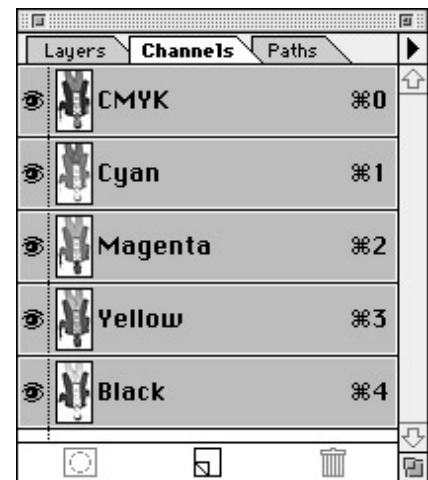 Layers Channels Paths
CMYK ⌘0
Cyan ⌘1
Magenta ⌘2
Yellow ⌘3
Black ⌘4